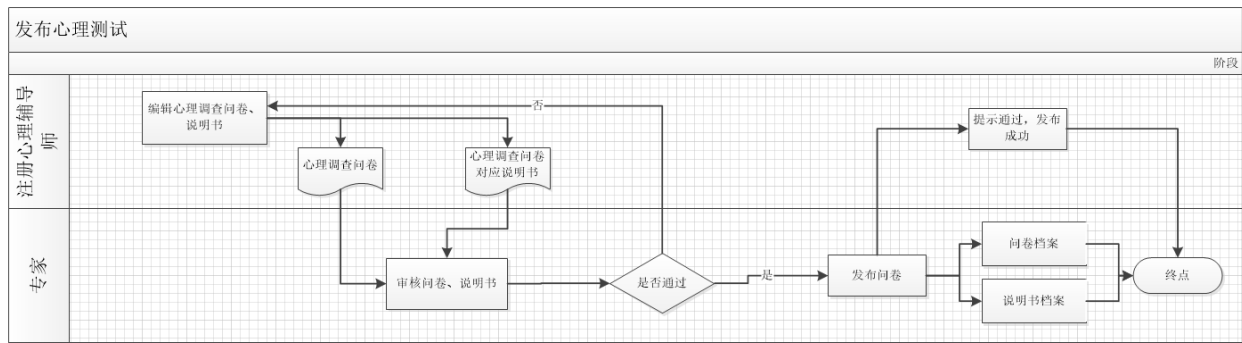 发布心理测试
阶段
注册心理辅导
师
编辑心理调查问卷、
说明书
否
心理调查问卷
心理调查问卷
对应说明书
提示通过，发布
成功
专家
审核问卷、说明书
是否通过
是
发布问卷
问卷档案
说明书档案
终点